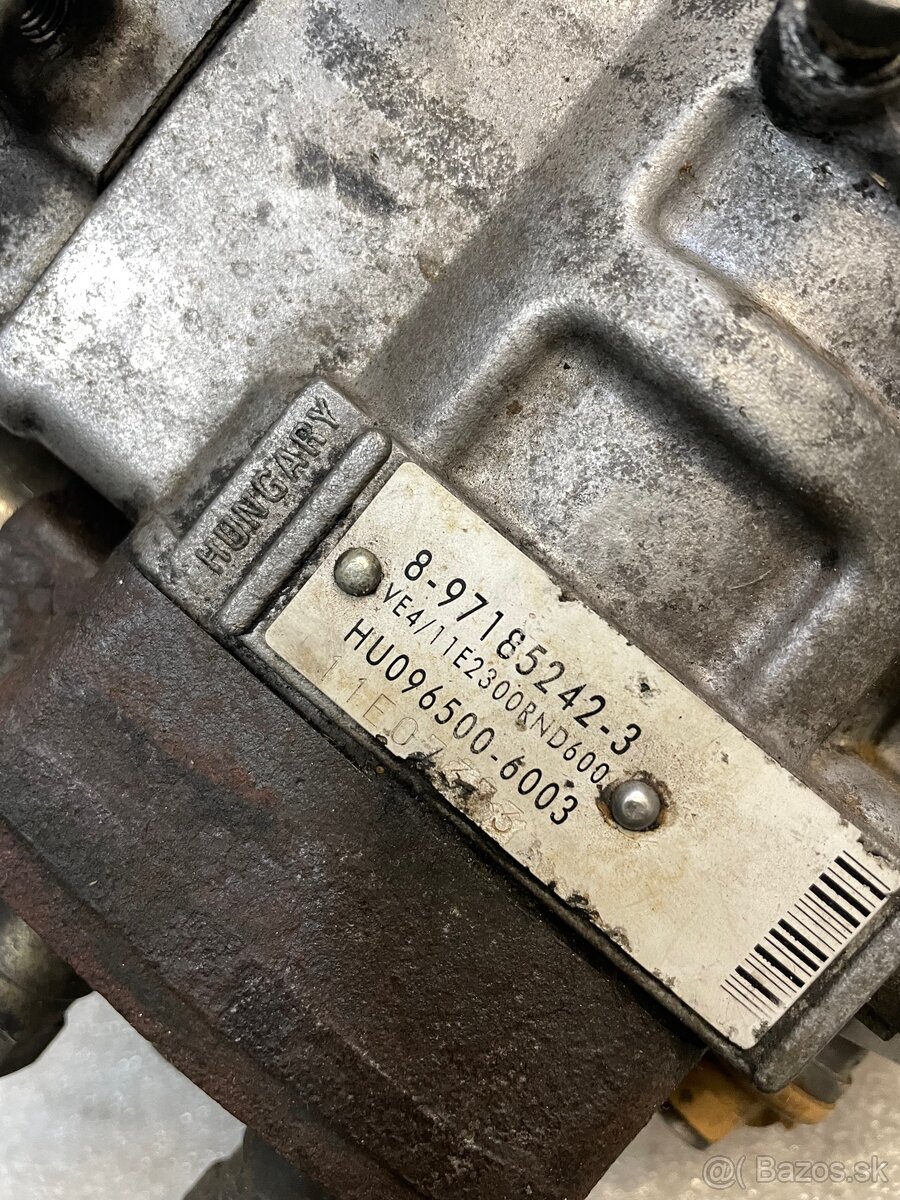 HUNGARY
8-97185242-3
VE4/11E2300RND600
HU096500-6003
@( Bazos.sk